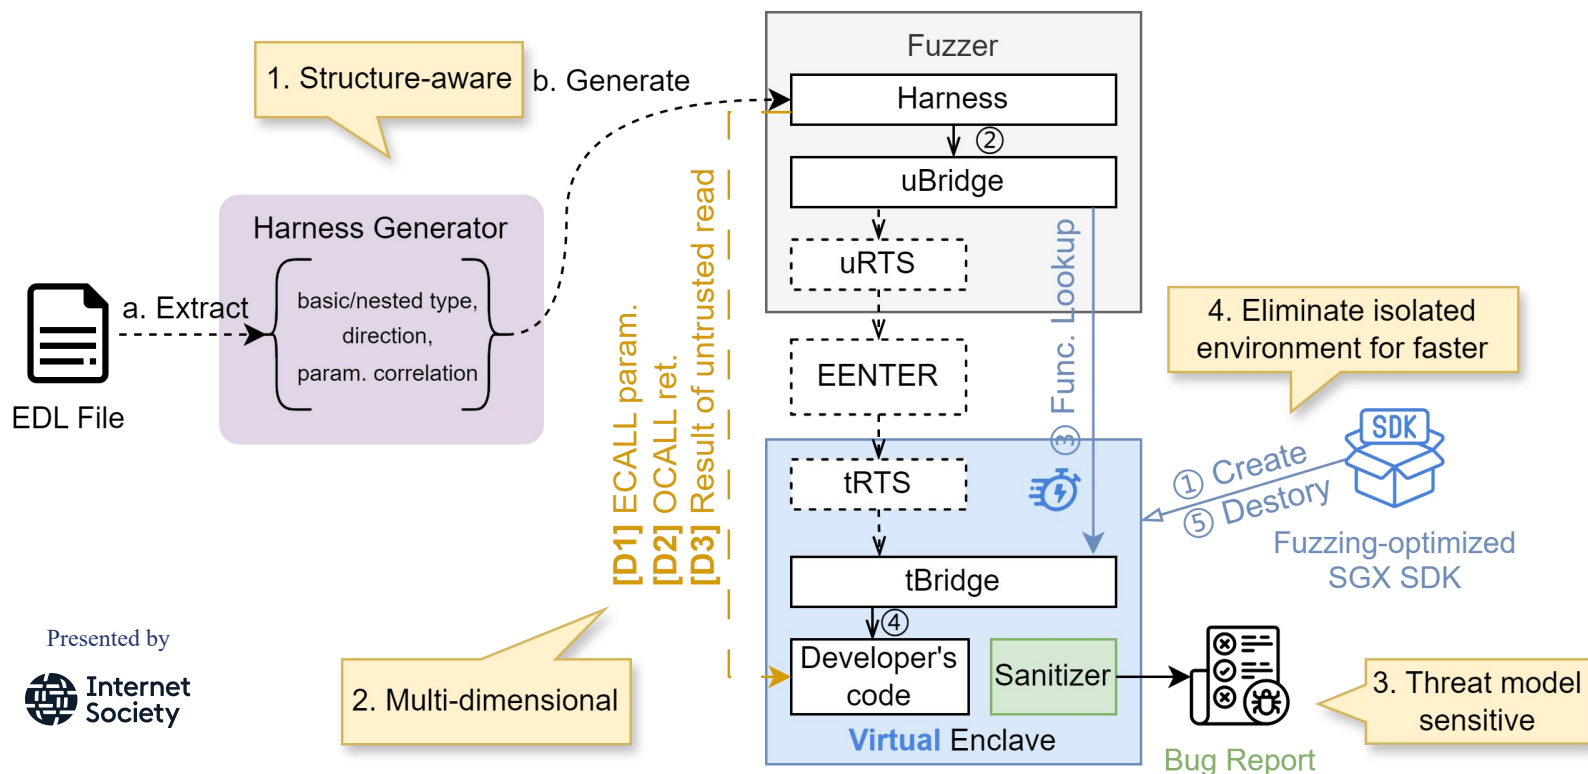 Fuzzer
1. Structure-aware
b. Generate
Harness
②
uBridge
Harness Generator
basic/nested type,
direction,
param. correlation
a. Extract
EDL File
uRTS
③ Func. Lookup
EENTER
[D1] ECALL param.
[D2] OCALL ret.
[D3] Result of untrusted read
4. Eliminate isolated
environment for faster
SDK
① Create
⑤ Destory
Fuzzing-optimized
SGX SDK
tRTS
tBridge
④
Developer's
code
Sanitizer
Virtual Enclave
Bug Report
3. Threat model
sensitive
2. Multi-dimensional
Presented by
Internet
Society